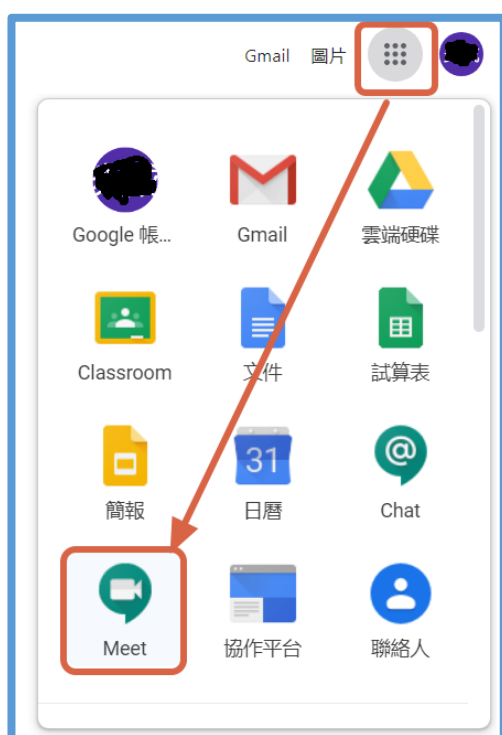 Gmail 圖片
Google 帳... Gmail 雲端硬碟
Classroom 文件 試算表
31 @
簡報 日曆 Chat
Meet 協作平台 聯絡人